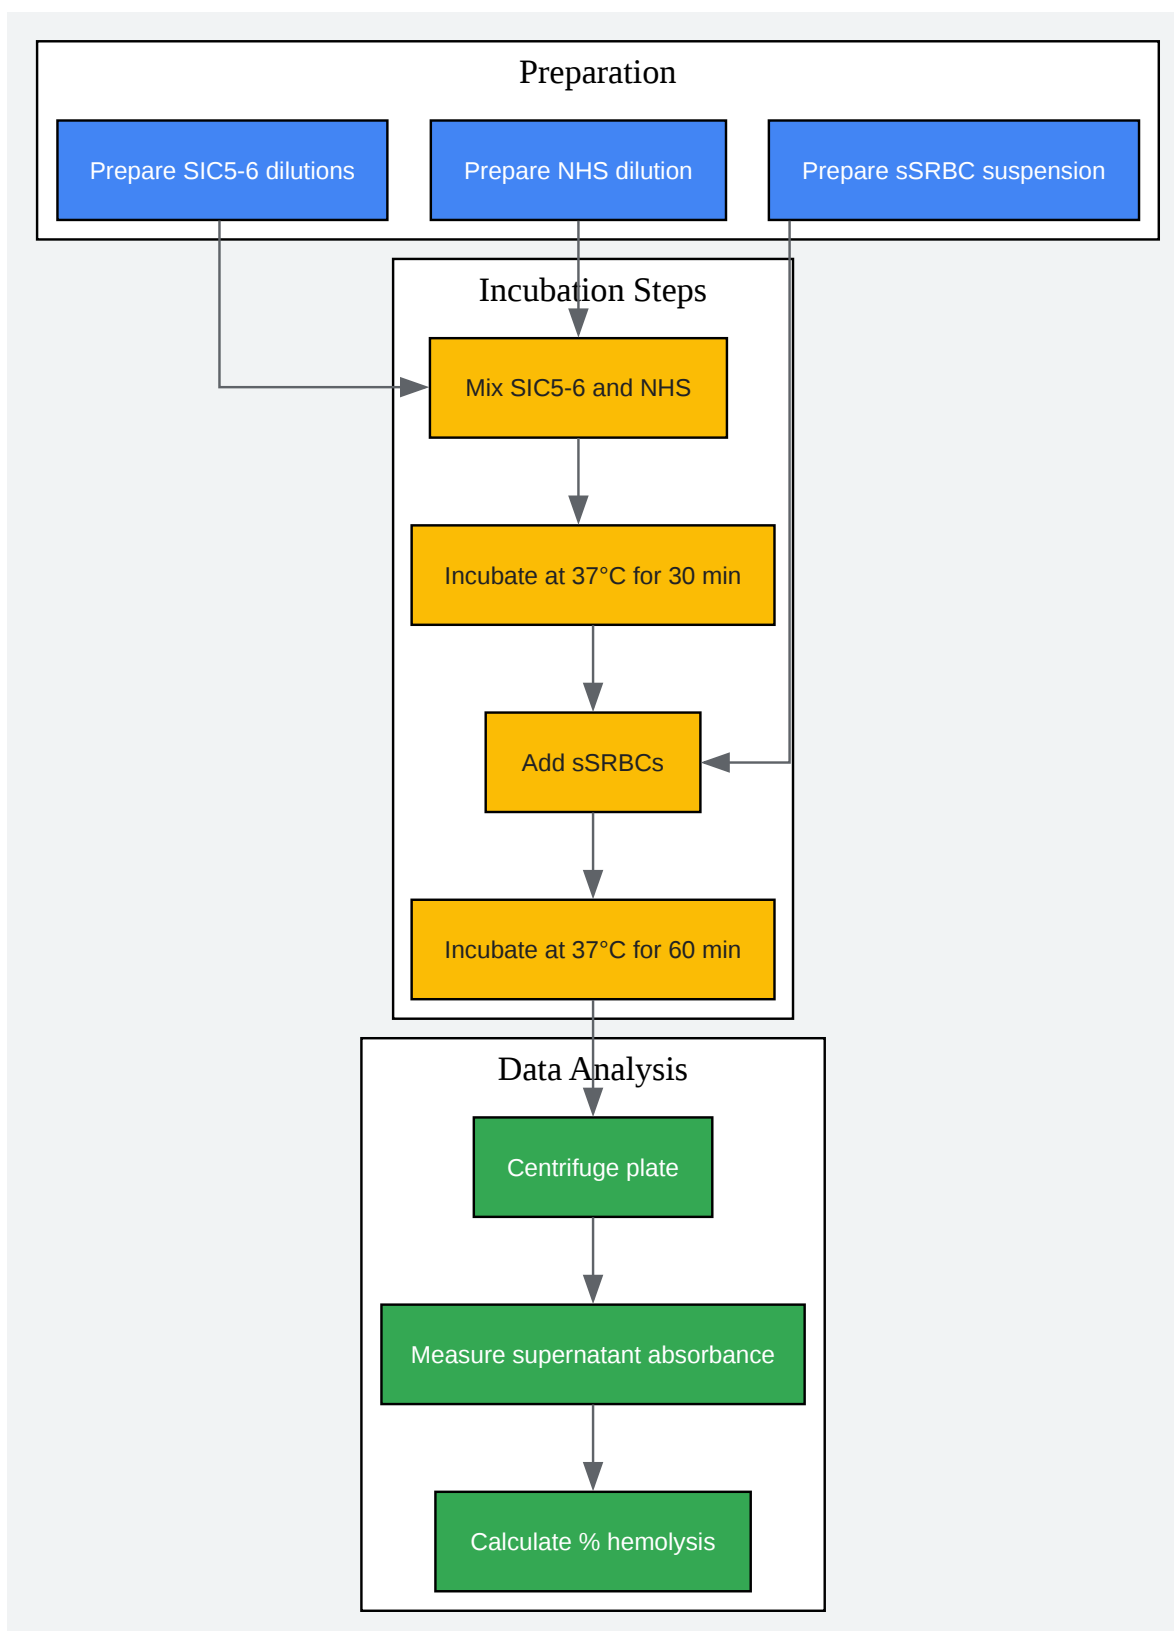 Preparation
Prepare SIC5-6 dilutions
Prepare NHS dilution
Prepare sSRBC suspension
Incubation Steps
Mix SIC5-6 and NHS
Incubate at 37°C for 30 min
Add sSRBCs
Incubate at 37°C for 60 min
Data Analysis
Centrifuge plate
Measure supernatant absorbance
Calculate % hemolysis